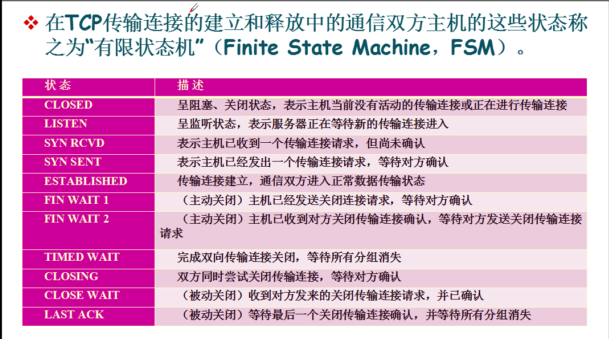 在TCP传输连接的建立和释放中的通信双方主机的这些状态称
之为“有限状态机”（Finite State Machine，FSM）。
状 态 描 述
CLOSED 呈阻塞、关闭状态，表示主机当前没有活动的传输连接或正在进行传输连接
LISTEN 呈监听状态，表示服务器正在等待新的传输连接进入
SYN RCVD 表示主机已收到一个传输连接请求，但尚未确认
SYN SENT 表示主机已经发出一个传输连接请求，等待对方确认
ESTABLISHED 传输连接建立，通信双方进入正常数据传输状态
FIN WAIT 1 （主动关闭）主机已经发送关闭连接请求，等待对方确认
FIN WAIT 2 （主动关闭）主机已收到对方关闭传输连接确认，等待对方发送关闭传输连接
请求
TIMED WAIT 完成双向传输连接关闭，等待所有分组消失
CLOSING 双方同时尝试关闭传输连接，等待对方确认
CLOSE WAIT （被动关闭）收到对方发来的关闭传输连接请求，并已确认
LAST ACK （被动关闭）等待最后一个关闭传输连接确认，并等待所有分组消失